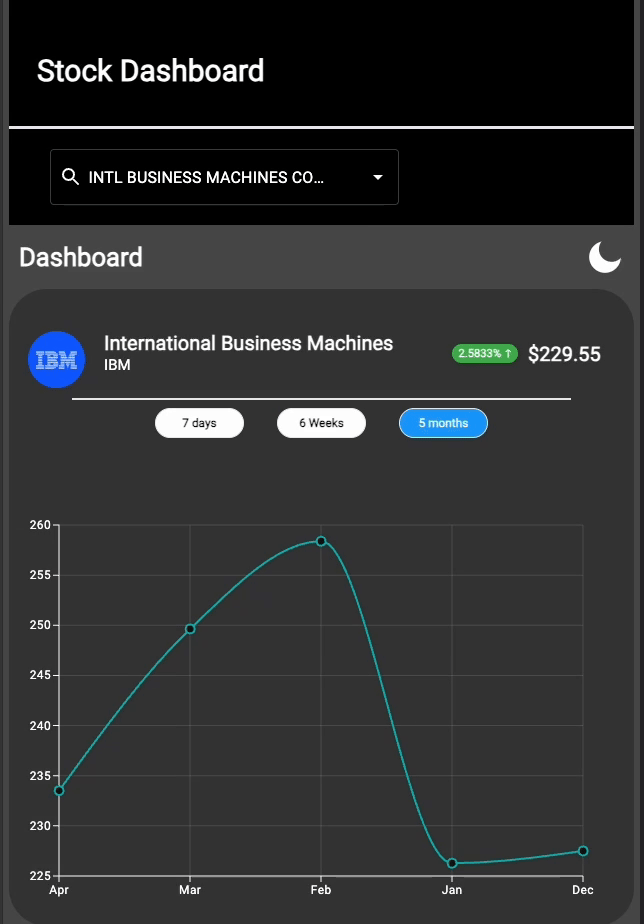 Stock Dashboard
INTL BUSINESS MACHINES CO...
Dashboard
IBM
International Business Machines
IBM
2.5833% ↑
$229.55
7 days
6 Weeks
5 months
260
255
250
245
240
235
230
225
Apr Mar Feb Jan Dec